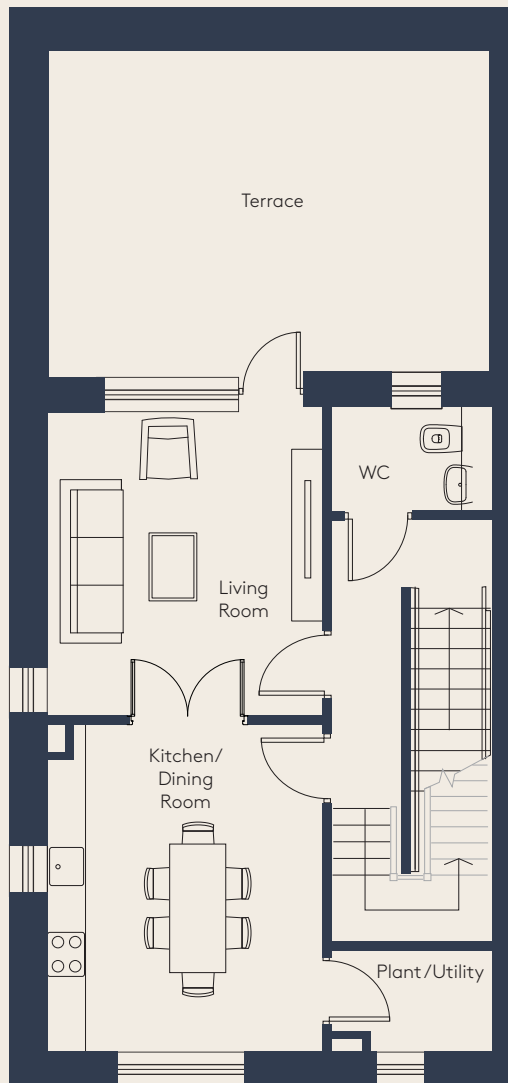 Terrace
WC
Living
Room
Kitchen/
Dining
Room
Plant/Utility